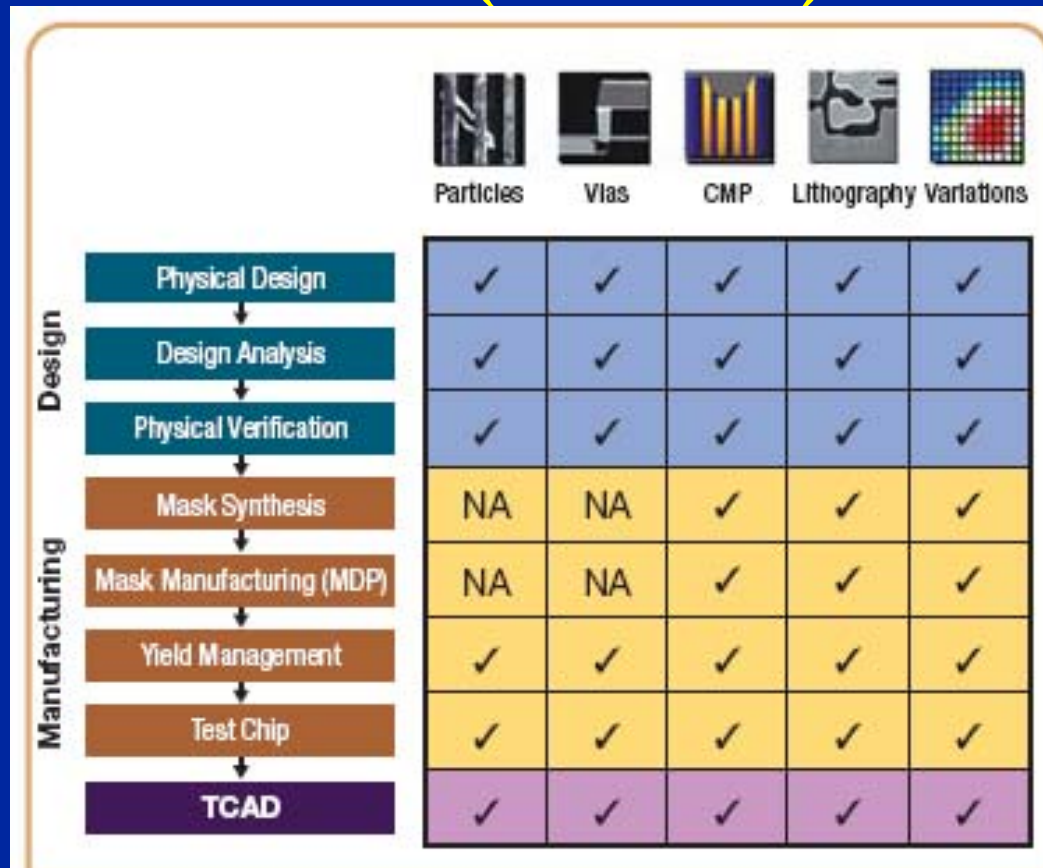 Particles Vias CMP Lithography Variations
Design
Physical Design ✓ ✓ ✓ ✓ ✓
Design Analysis ✓ ✓ ✓ ✓ ✓
Physical Verification ✓ ✓ ✓ ✓ ✓
Manufacturing
Mask Synthesis NA NA ✓ ✓ ✓
Mask Manufacturing (MDP) NA NA ✓ ✓ ✓
Yield Management ✓ ✓ ✓ ✓ ✓
Test Chip ✓ ✓ ✓ ✓ ✓
TCAD ✓ ✓ ✓ ✓ ✓